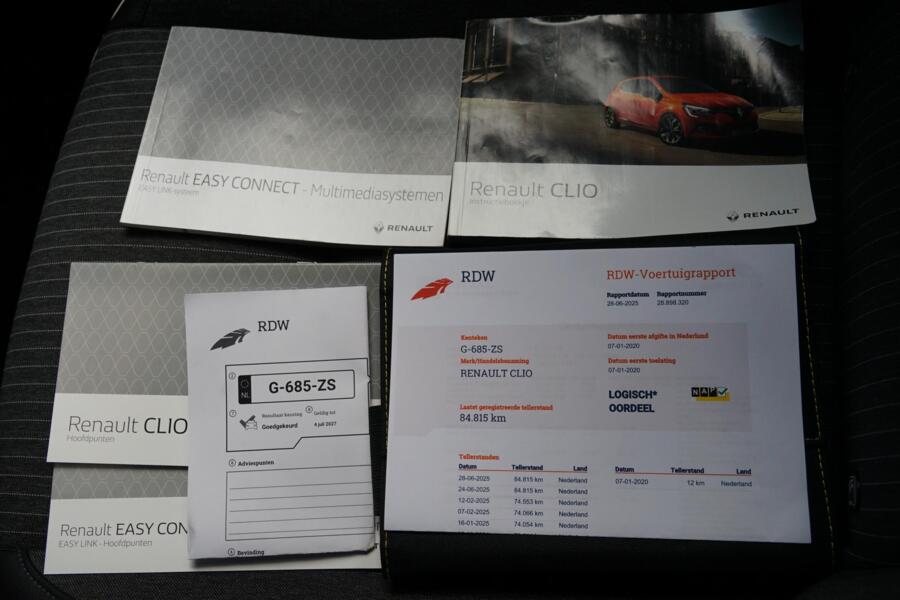 Renault EASY CONNECT - Multimediasystemen
EASY LINK-systeem
RENAULT
Renault CLIO
Instructieboekje
RENAULT
Renault CLIO
Hoofdpunten
Renault EASY CON
EASY LINK - Hoofdpunten
RDW
NL
G-685-ZS
Resultaat keuring
Goedgekeurd
Geldig tot
4 juli 2027
Adviespunten
Bevinding
RDW
RDW-Voertuigrapport
Rapportdatum Rapportnummer
28-06-2025 28.898.320
Kenteken
G-685-ZS
Merk/Handelsbenaming
RENAULT CLIO
Laatst geregistreerde tellerstand
84.815 km
Datum eerste afgifte in Nederland
07-01-2020
Datum eerste toelating
07-01-2020
LOGISCH*
OORDEEL
NAP
Tellerstanden
Datum Tellerstand Land
28-06-2025 84.815 km Nederland
24-06-2025 84.815 km Nederland
12-02-2025 74.553 km Nederland
07-02-2025 74.066 km Nederland
16-01-2025 74.054 km Nederland
Datum Tellerstand Land
07-01-2020 12 km Nederland